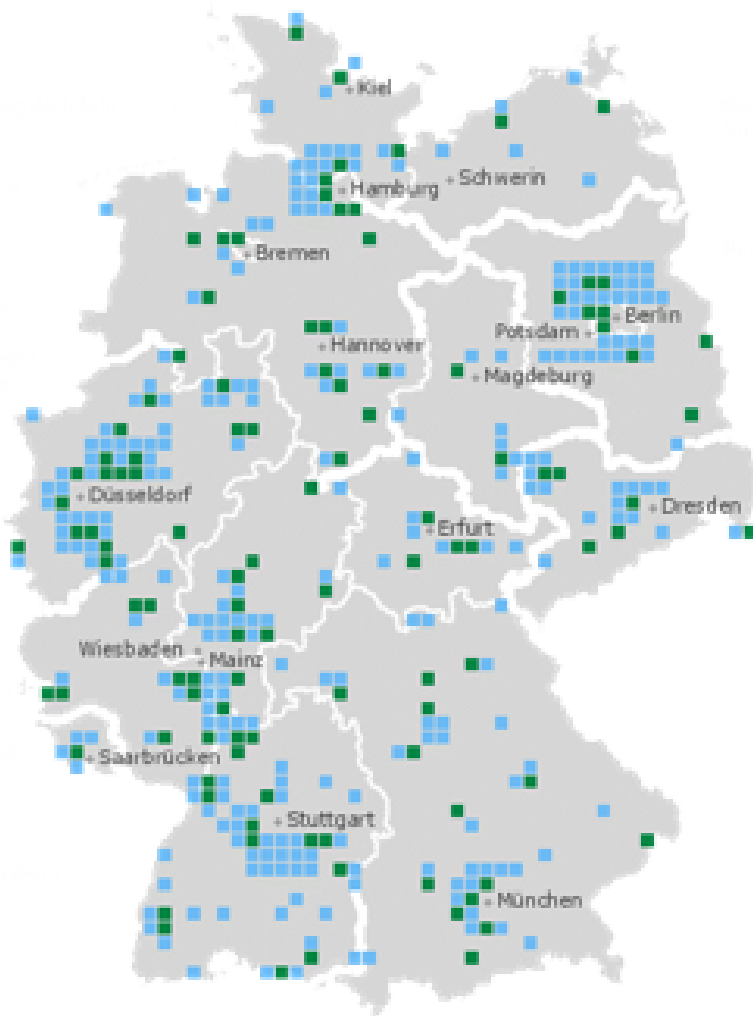 Kiel
Schwerin
Hamburg
Bremen
Berlin
Potsdam
Hannover
Magdeburg
Düsseldorf
Dresden
Erfurt
Wiesbaden
Mainz
Saarbrücken
Stuttgart
München